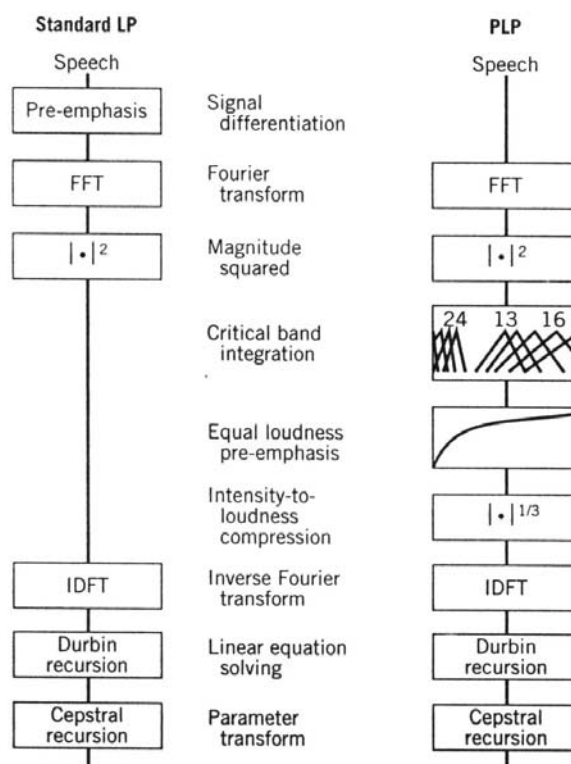 Standard LP
PLP
Speech
Speech
Pre-emphasis
Signal
differentiation
FFT
Fourier
transform
FFT
| • | 2
Magnitude
squared
| • | 2
Critical band
integration
24 13 16
Equal loudness
pre-emphasis
Intensity-to-
loudness
compression
| • | 1/3
IDFT
Inverse Fourier
transform
IDFT
Durbin
recursion
Linear equation
solving
Durbin
recursion
Cepstral
recursion
Parameter
transform
Cepstral
recursion